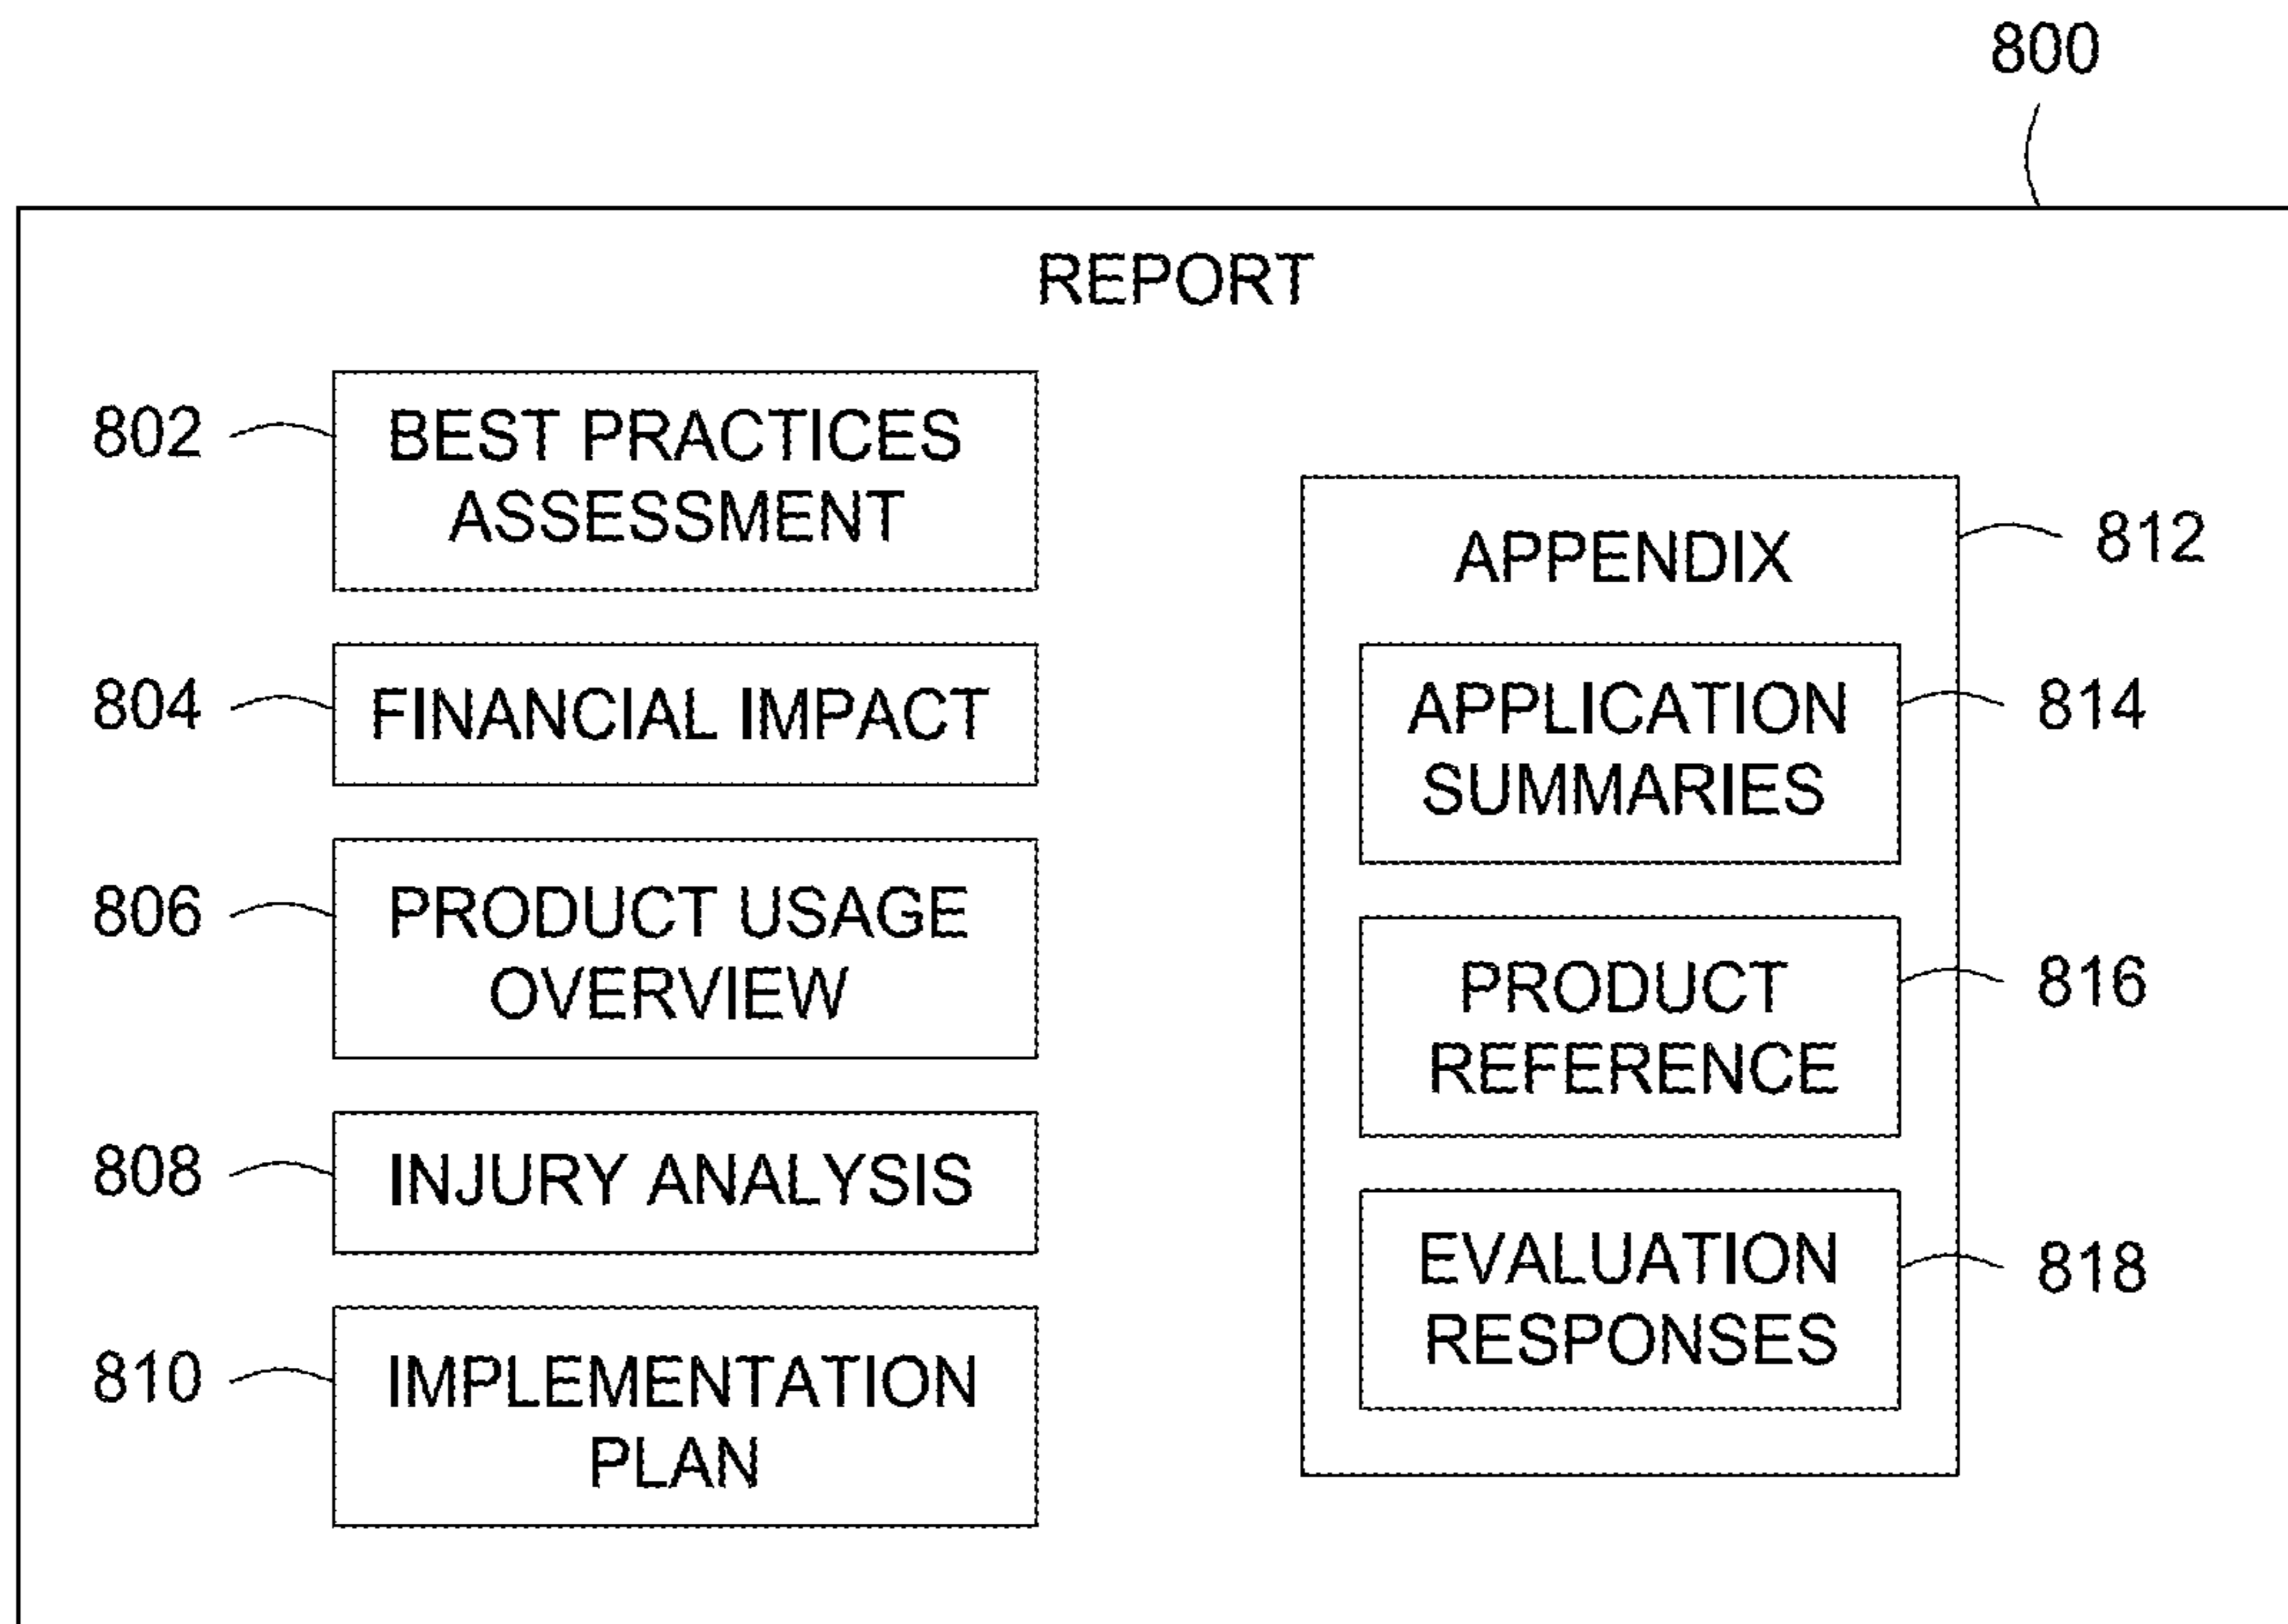 800
REPORT
802
BEST PRACTICES
ASSESSMENT
804
FINANCIAL IMPACT
806
PRODUCT USAGE
OVERVIEW
808
INJURY ANALYSIS
810
IMPLEMENTATION
PLAN
APPENDIX
812
APPLICATION
SUMMARIES
814
PRODUCT
REFERENCE
816
EVALUATION
RESPONSES
818